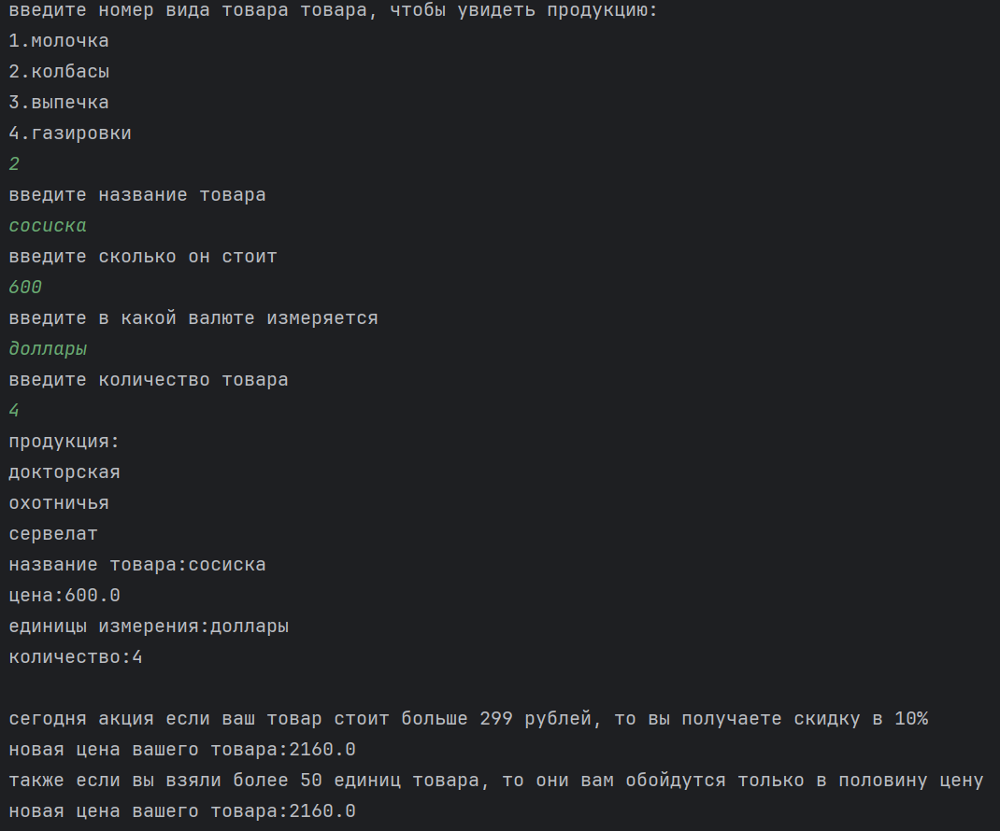 введите номер вида товара товара, чтобы увидеть продукцию:
1.молочка
2.колбасы
3.выпечка
4.газировки
2
введите название товара
сосиска
введите сколько он стоит
600
введите в какой валюте измеряется
доллары
введите количество товара
4
продукция:
докторская
охотничья
сервелат
название товара:сосиска
цена:600.0
единицы измерения:доллары
количество:4
сегодня акция если ваш товар стоит больше 299 рублей, то вы получаете скидку в 10%
новая цена вашего товара:2160.0
также если вы взяли более 50 единиц товара, то они вам обойдутся только в половину цену
новая цена вашего товара:2160.0